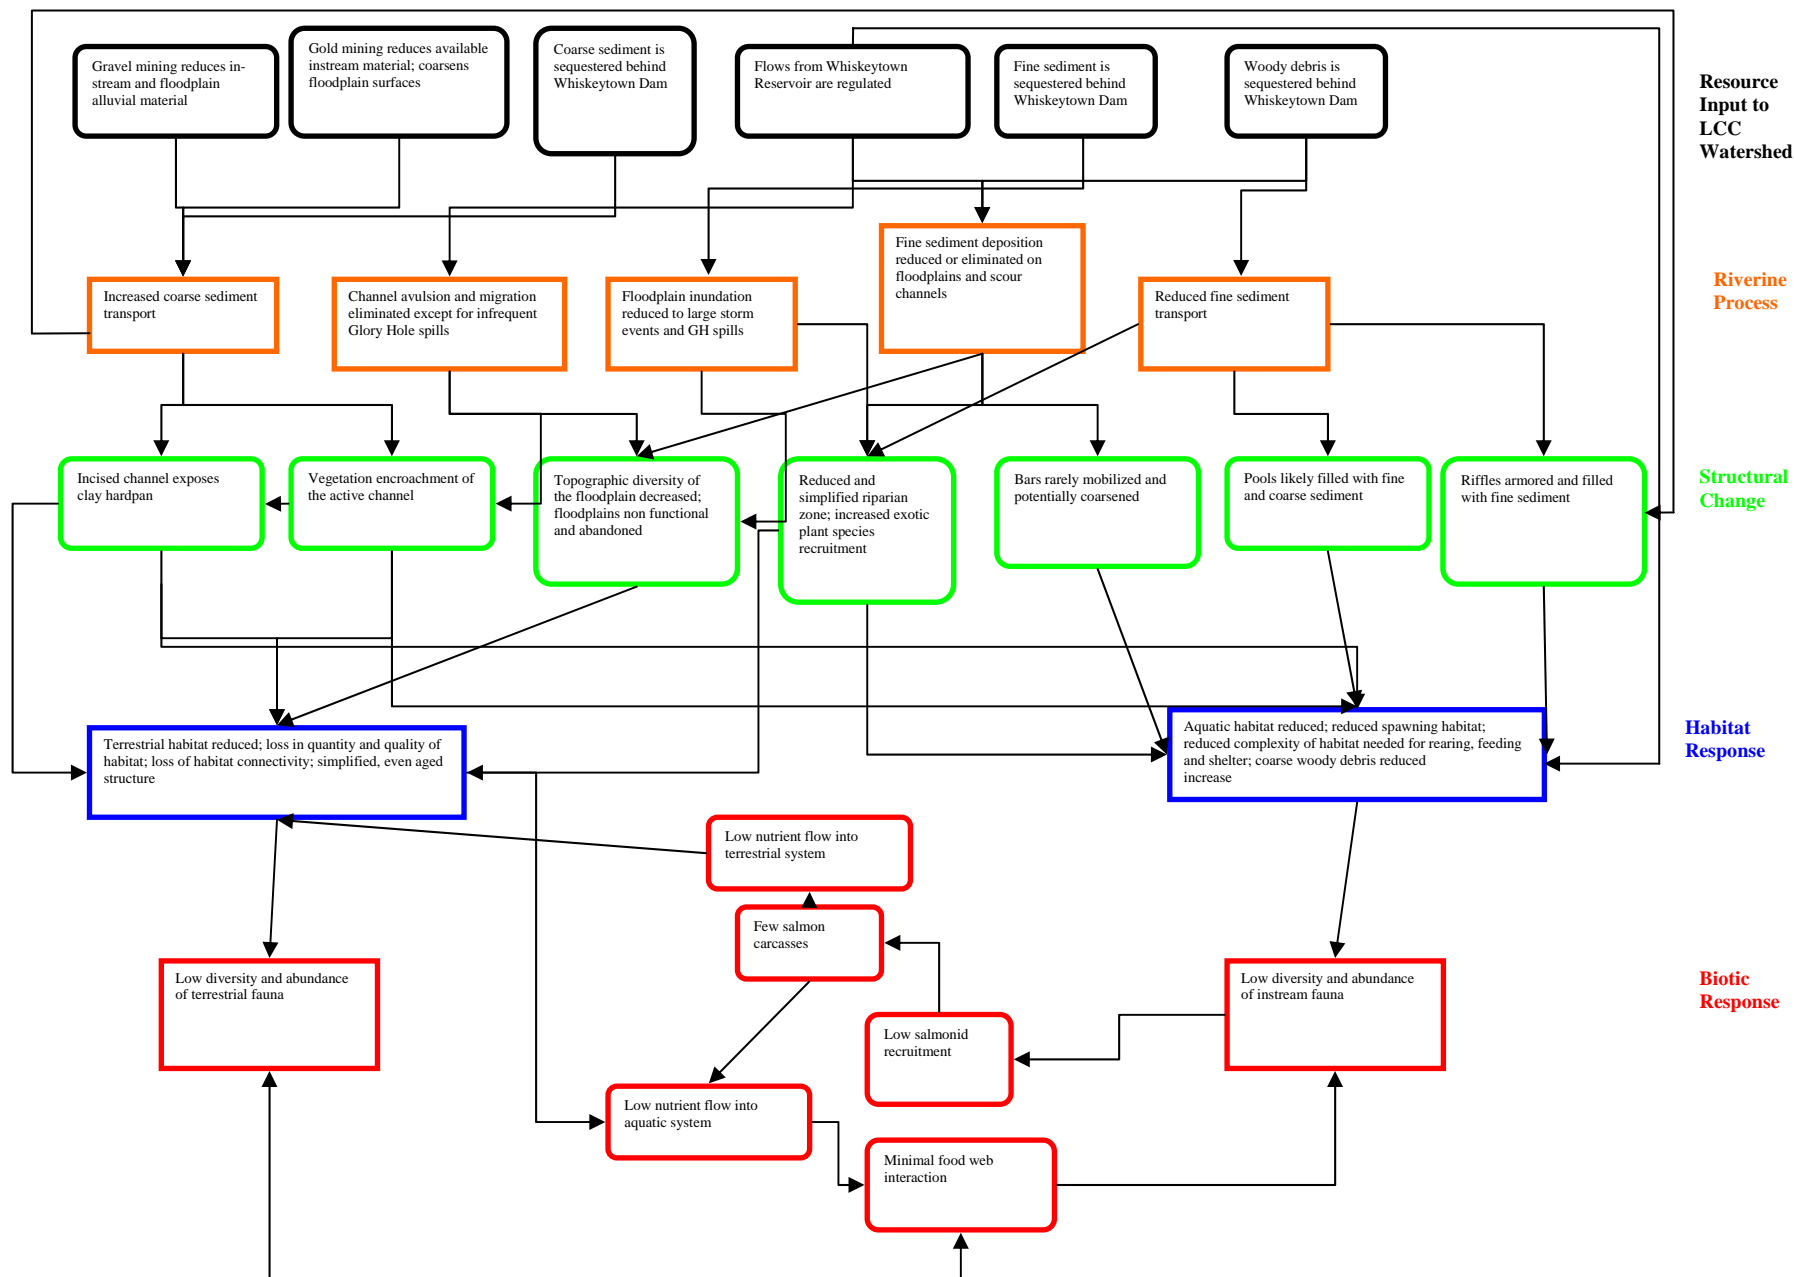 Gravel mining reduces in-
stream and floodplain
alluvial material
Gold mining reduces available
instream material; coarsens
floodplain surfaces
Coarse sediment is
sequestered behind
Whiskeytown Dam
Flows from Whiskeytown
Reservoir are regulated
Fine sediment is
sequestered behind
Whiskeytown Dam
Woody debris is
sequestered behind
Whiskeytown Dam
Resource
Input to
LCC
Watershed
Increased coarse sediment
transport
Channel avulsion and migration
eliminated except for infrequent
Glory Hole spills
Floodplain inundation
reduced to large storm
events and GH spills
Fine sediment deposition
reduced or eliminated on
floodplains and scour
channels
Reduced fine sediment
transport
Riverine
Process
Incised channel exposes
clay hardpan
Vegetation encroachment of
the active channel
Topographic diversity of
the floodplain decreased;
floodplains non functional
and abandoned
Reduced and
simplified riparian
zone; increased exotic
plant species
recruitment
Bars rarely mobilized and
potentially coarsened
Pools likely filled with fine
and coarse sediment
Riffles armored and filled
with fine sediment
Structural
Change
Terrestrial habitat reduced; loss in quantity and quality of
habitat; loss of habitat connectivity; simplified, even aged
structure
Aquatic habitat reduced; reduced spawning habitat;
reduced complexity of habitat needed for rearing, feeding
and shelter; coarse woody debris reduced
increase
Habitat
Response
Low nutrient flow into
terrestrial system
Few salmon
carcasses
Low diversity and abundance
of terrestrial fauna
Low salmonid
recruitment
Low diversity and abundance
of instream fauna
Low nutrient flow into
aquatic system
Minimal food web
interaction
Biotic
Response